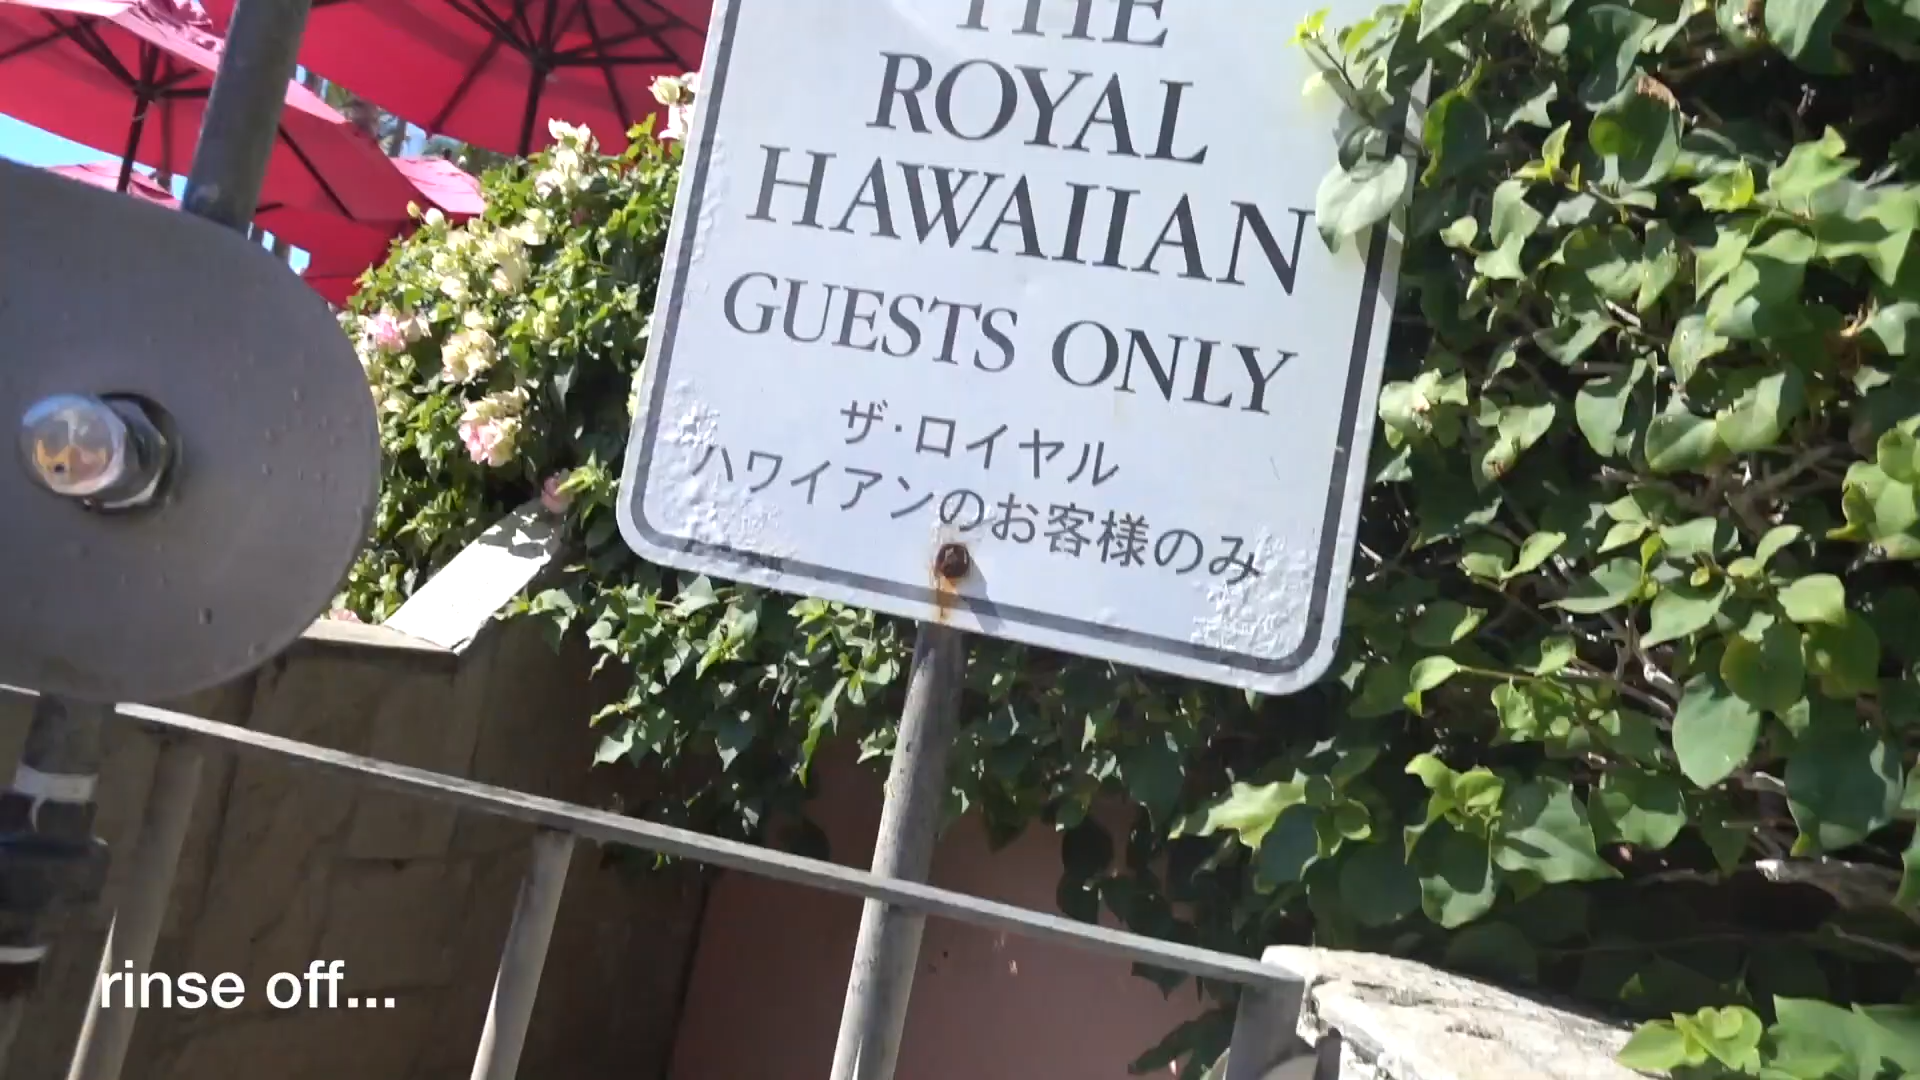 THE
ROYAL
HAWAIIAN
GUESTS ONLY
ザ・ロイヤル
ハワイアンのお客様のみ
rinse off...